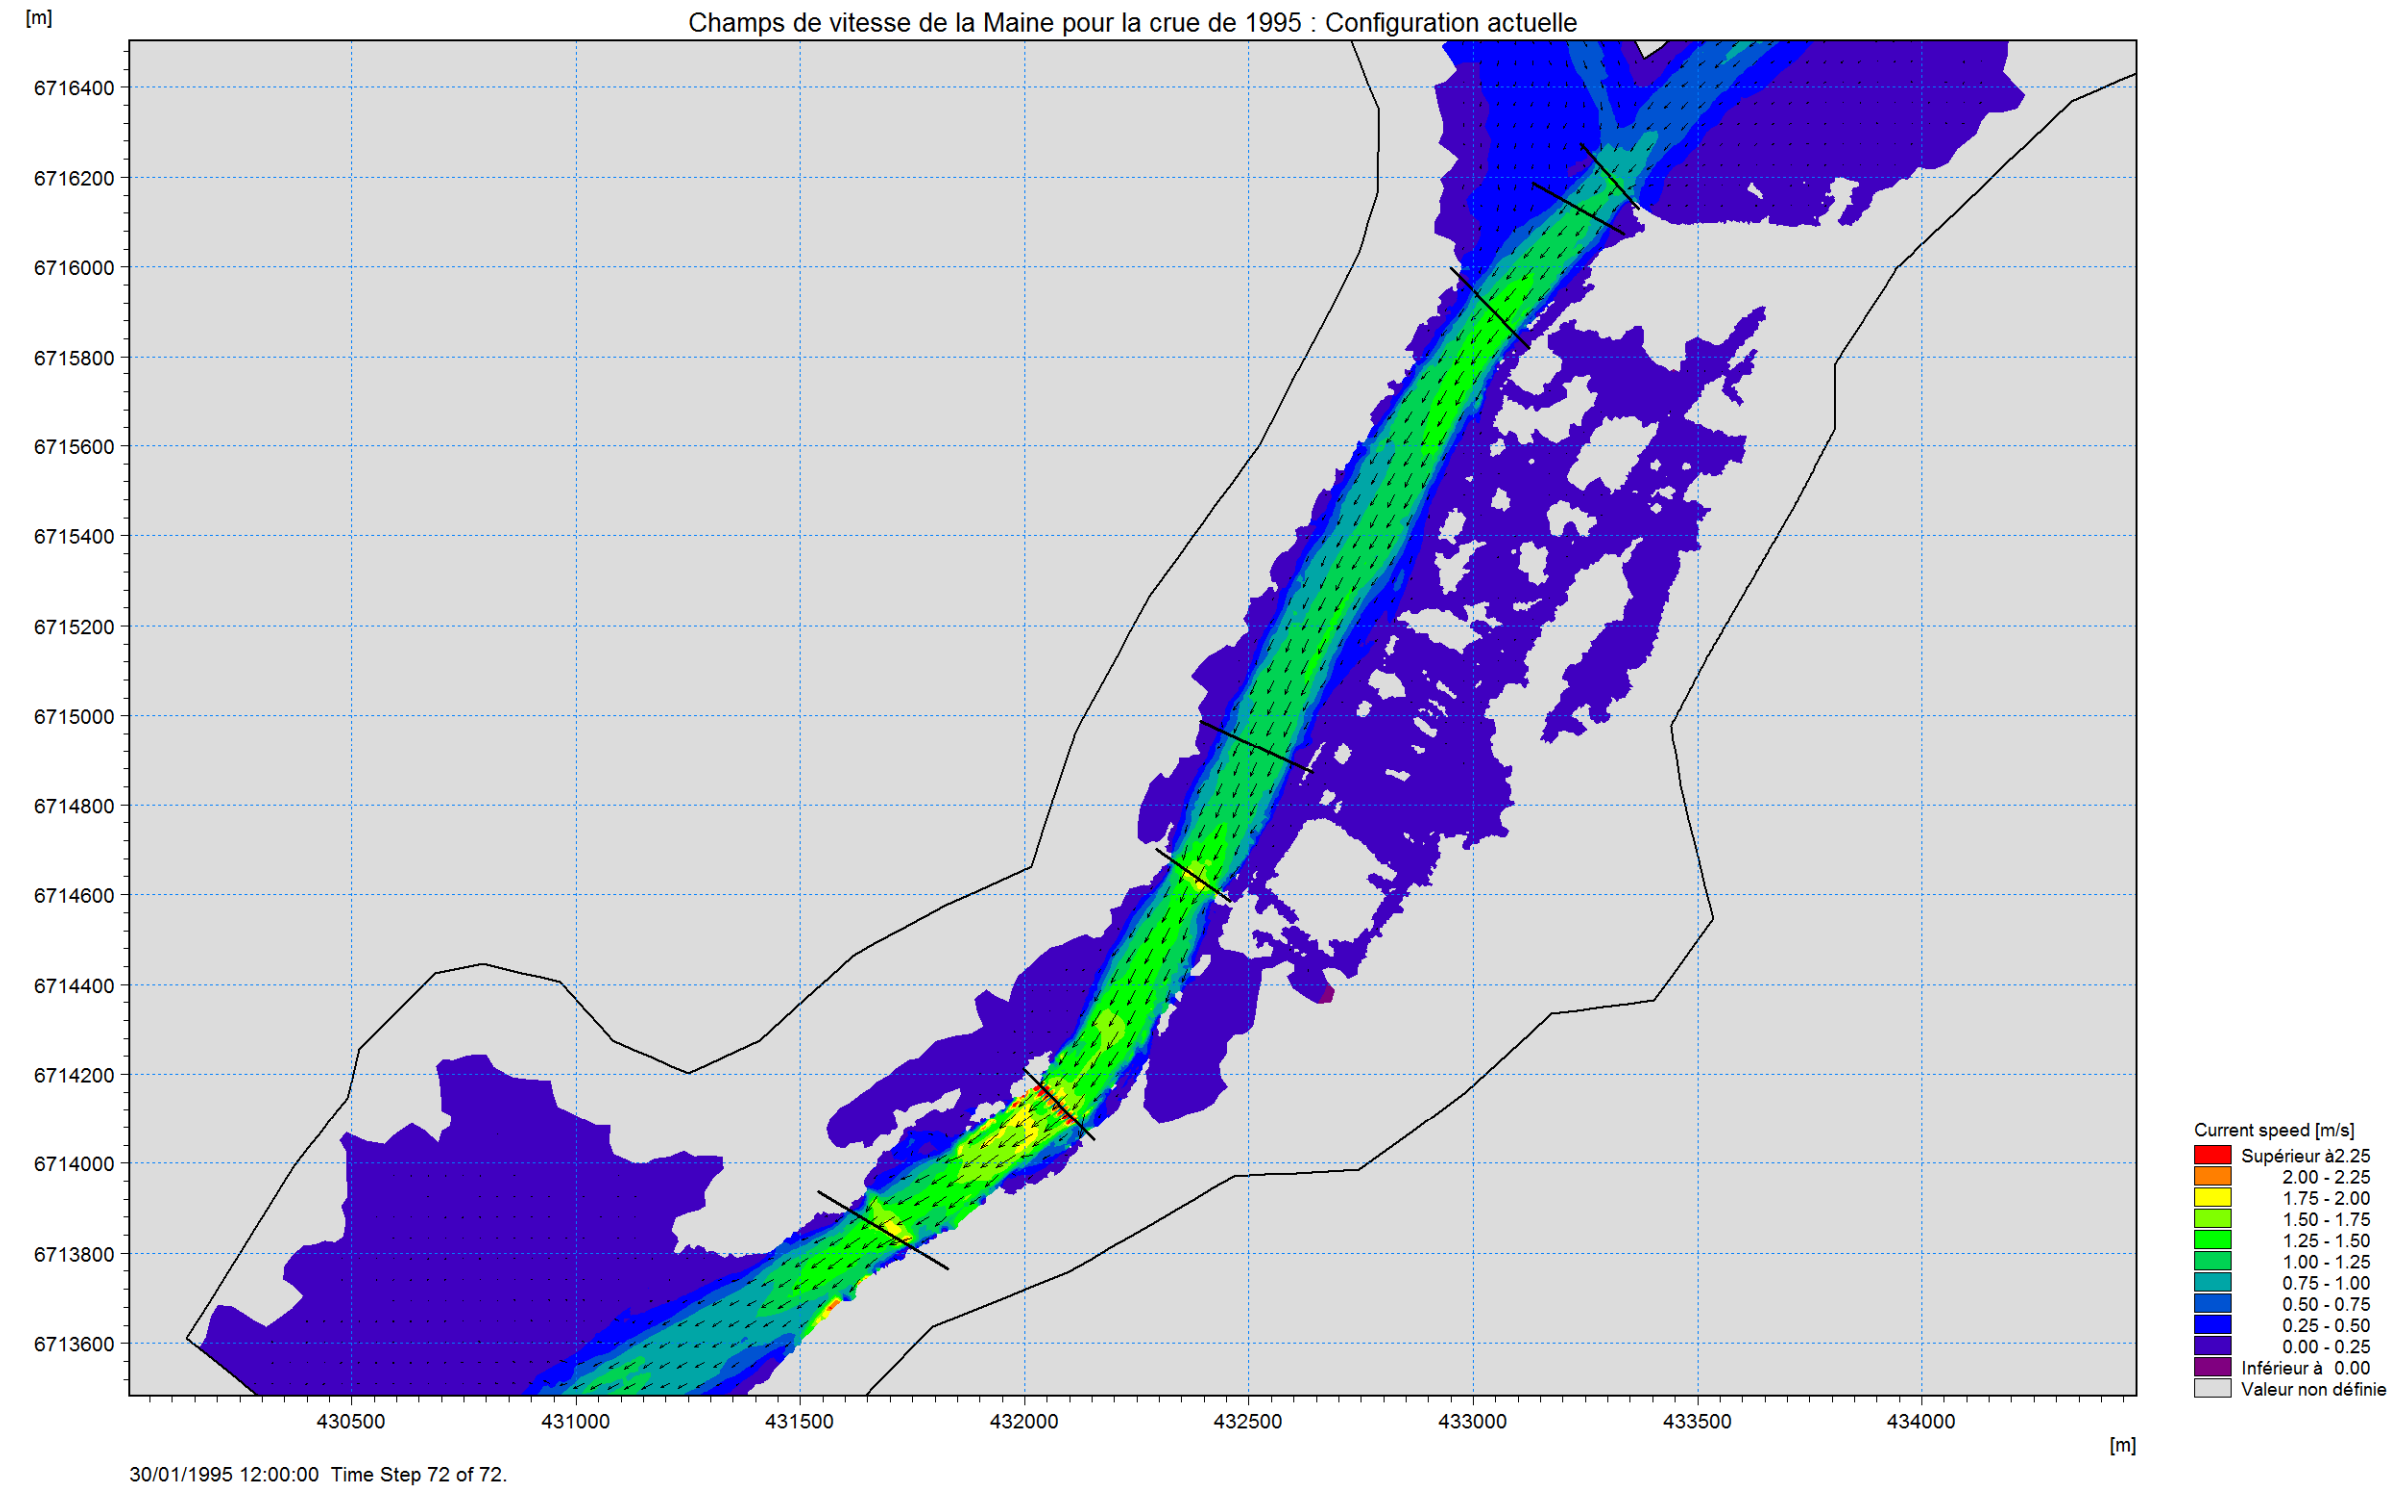 [m]
Champs de vitesse de la Maine pour la crue de 1995 : Configuration actuelle
6716400
6716200
6716000
6715800
6715600
6715400
6715200
6715000
6714800
6714600
6714400
6714200
6714000
6713800
6713600
430500 431000 431500 432000 432500 433000 433500 434000
[m]
Current speed [m/s]
Supérieur à2.25
2.00 - 2.25
1.75 - 2.00
1.50 - 1.75
1.25 - 1.50
1.00 - 1.25
0.75 - 1.00
0.50 - 0.75
0.25 - 0.50
0.00 - 0.25
Inférieur à 0.00
Valeur non définie
30/01/1995 12:00:00 Time Step 72 of 72.